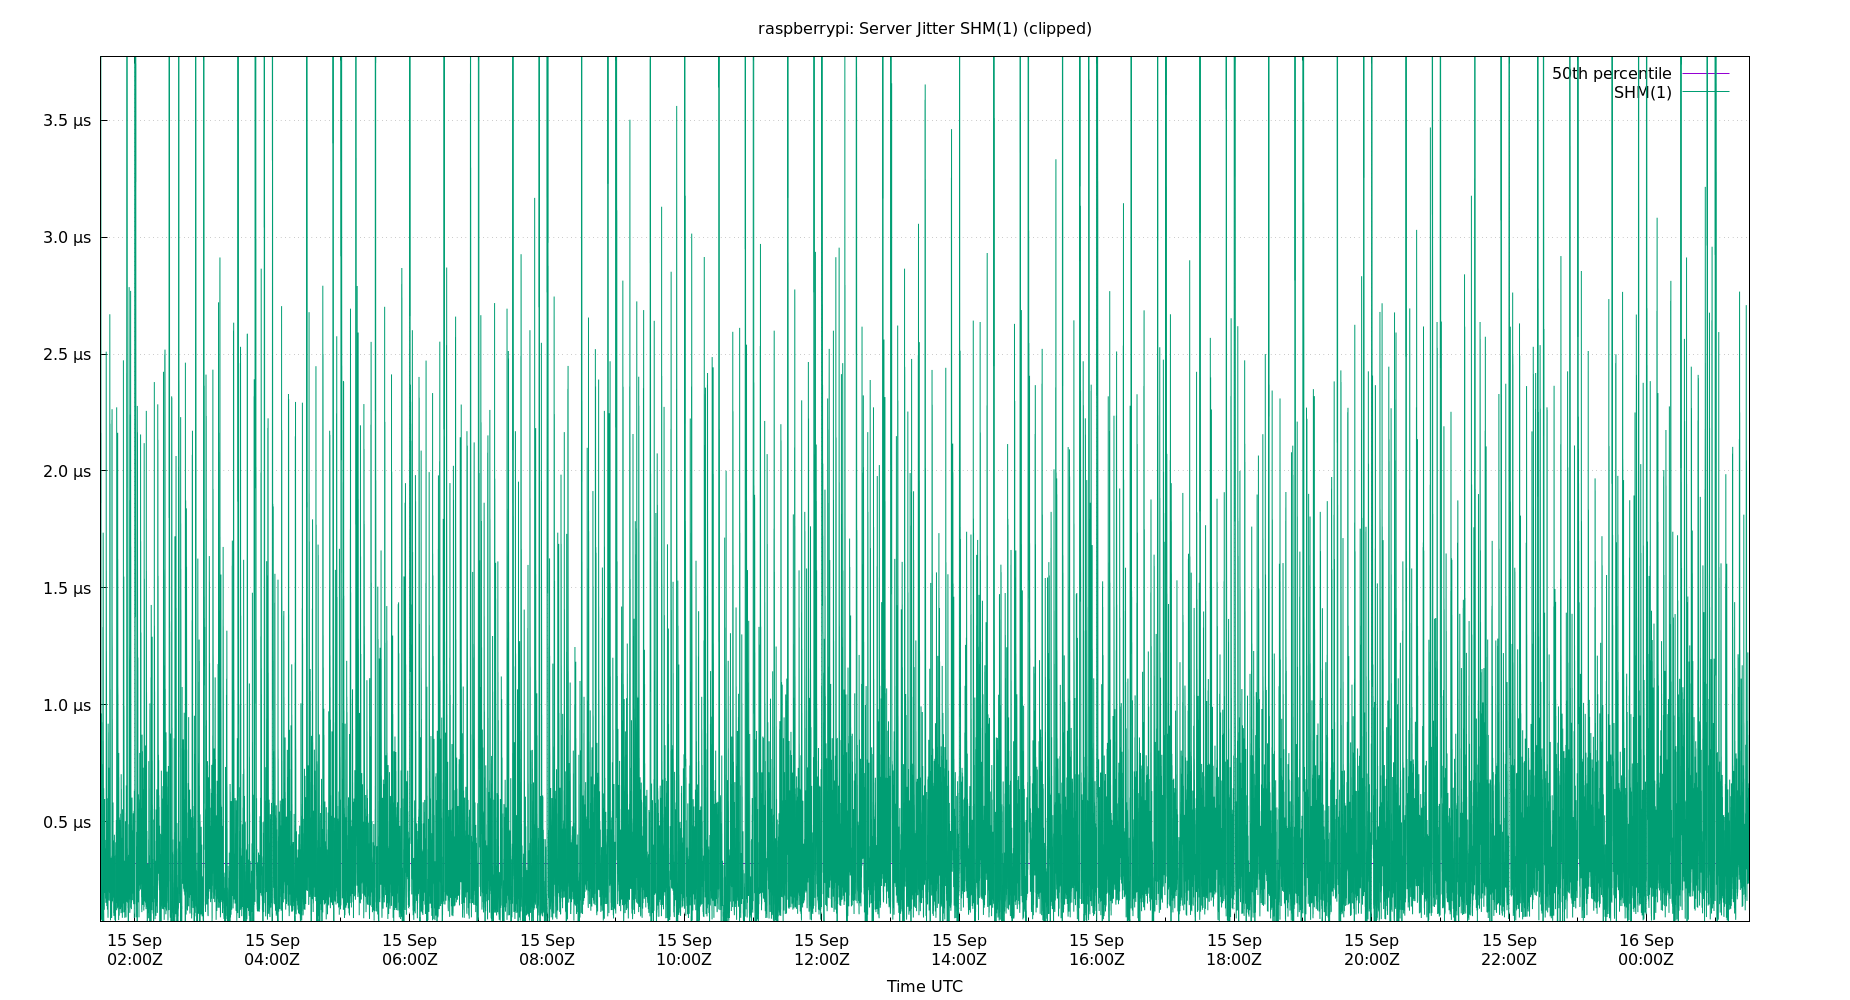 raspberrypi: Server Jitter SHM(1) (clipped)
50th percentile
SHM(1)
3.5 µs
3.0 µs
2.5 µs
2.0 µs
1.5 µs
1.0 µs
0.5 µs
15 Sep 15 Sep 15 Sep 15 Sep 15 Sep 15 Sep 15 Sep 15 Sep 15 Sep 15 Sep 15 Sep 16 Sep
02:00Z 04:00Z 06:00Z 08:00Z 10:00Z 12:00Z 14:00Z 16:00Z 18:00Z 20:00Z 22:00Z 00:00Z
Time UTC